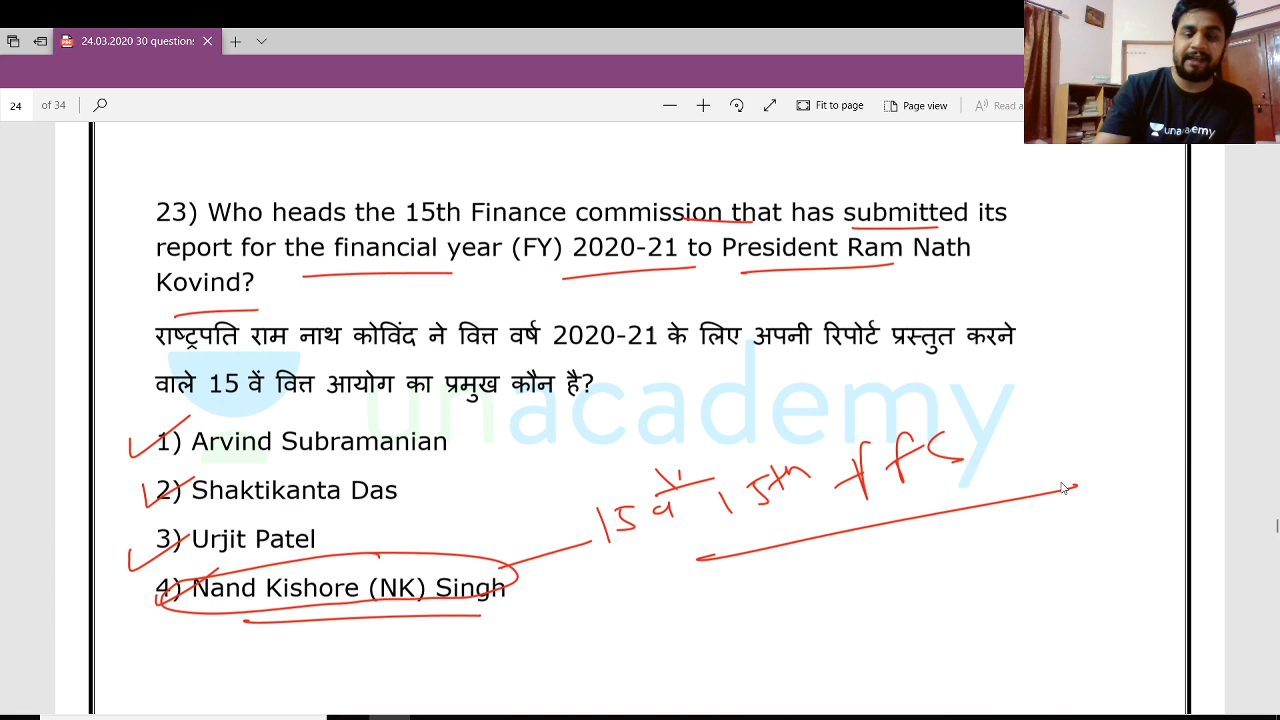 24.03.2020 30 questions
24 of 34
Fit to page
Page view
Read a
unacademy
23) Who heads the 15th Finance commission that has submitted its
report for the financial year (FY) 2020-21 to President Ram Nath
Kovind?
राष्ट्रपति राम नाथ कोविंद ने वित्त वर्ष 2020-21 के लिए अपनी रिपोर्ट प्रस्तुत करने
वाले 15 वें वित्त आयोग का प्रमुख कौन है?
unacademy
1) Arvind Subramanian
2) Shaktikanta Das
3) Urjit Patel
4) Nand Kishore (NK) Singh
15th